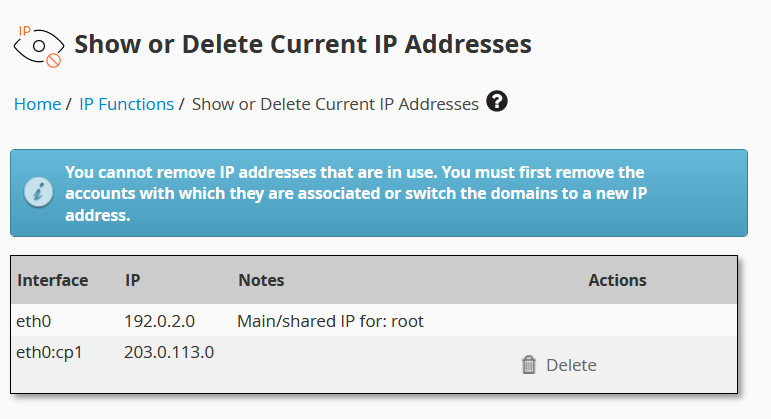 IP
Show or Delete Current IP Addresses
Home / IP Functions / Show or Delete Current IP Addresses ?
i
You cannot remove IP addresses that are in use. You must first remove the
accounts with which they are associated or switch the domains to a new IP
address.
Interface IP Notes Actions
eth0 192.0.2.0 Main/shared IP for: root
eth0:cp1 203.0.113.0
Delete